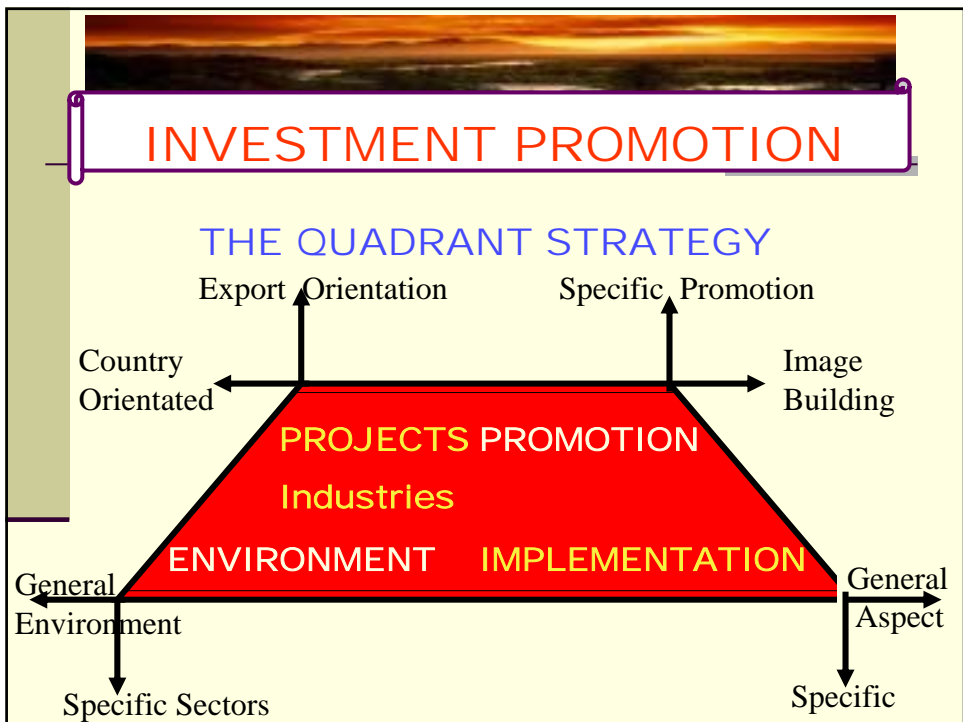 INVESTMENT PROMOTION
THE QUADRANT STRATEGY
Export Orientation
Specific Promotion
Country
Orientated
Image
Building
PROJECTS PROMOTION
Industries
ENVIRONMENT IMPLEMENTATION
General
Environment
General
Aspect
Specific Sectors
Specific